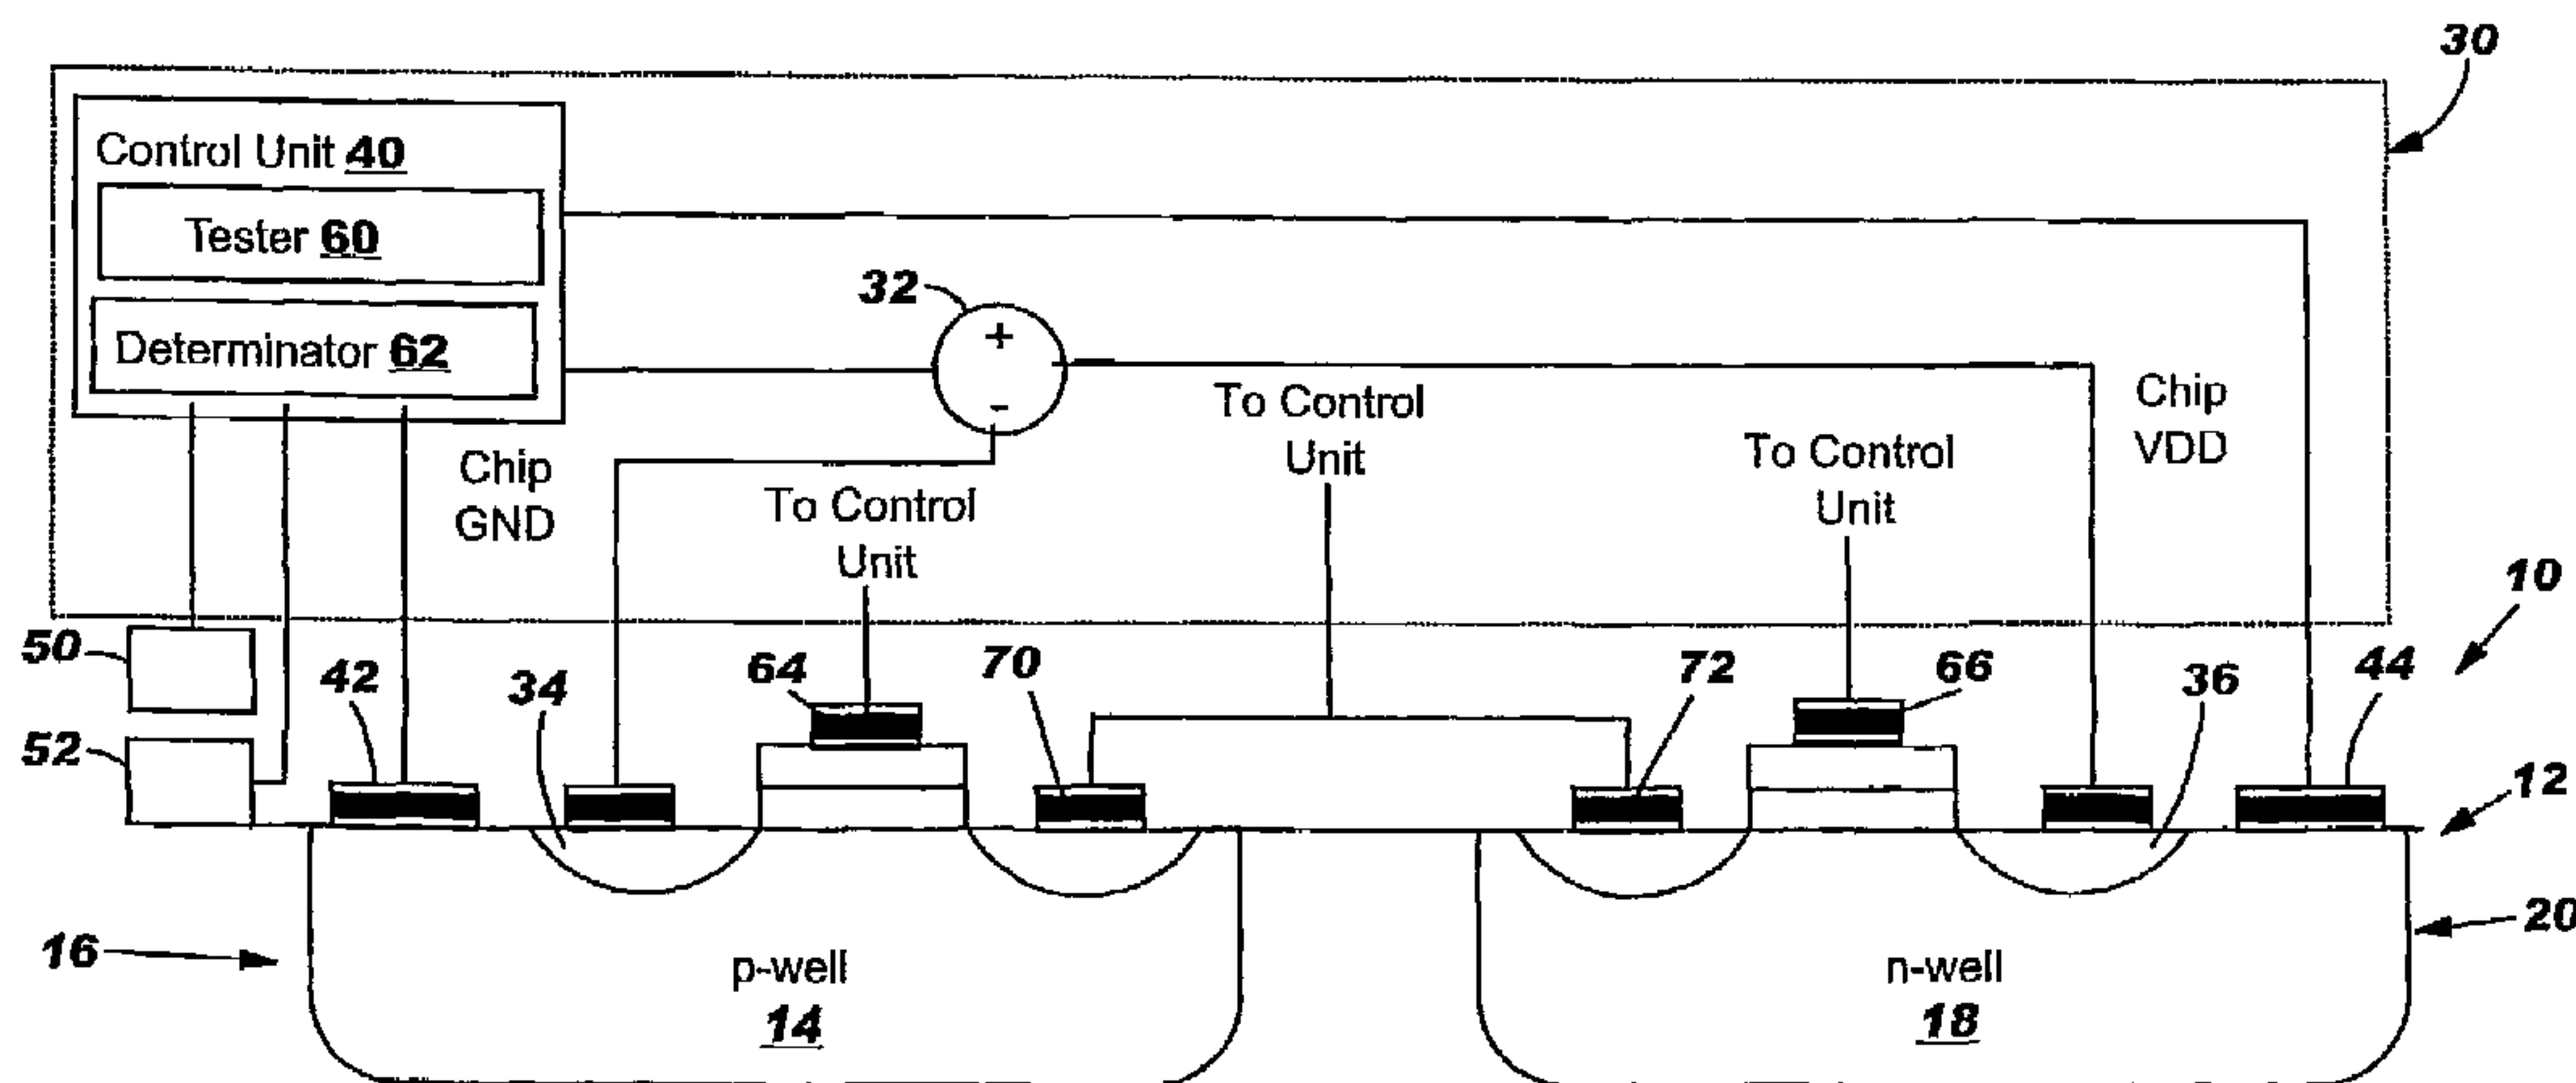 30
Control Unit 40
Tester 60
Determinator 62
32
+
-
Chip
GND
To Control
Unit
To Control
Unit
To Control
Unit
Chip
VDD
10
50
52
42
34
64
70
72
66
36
44
12
16
20
p-well
14
n-well
18